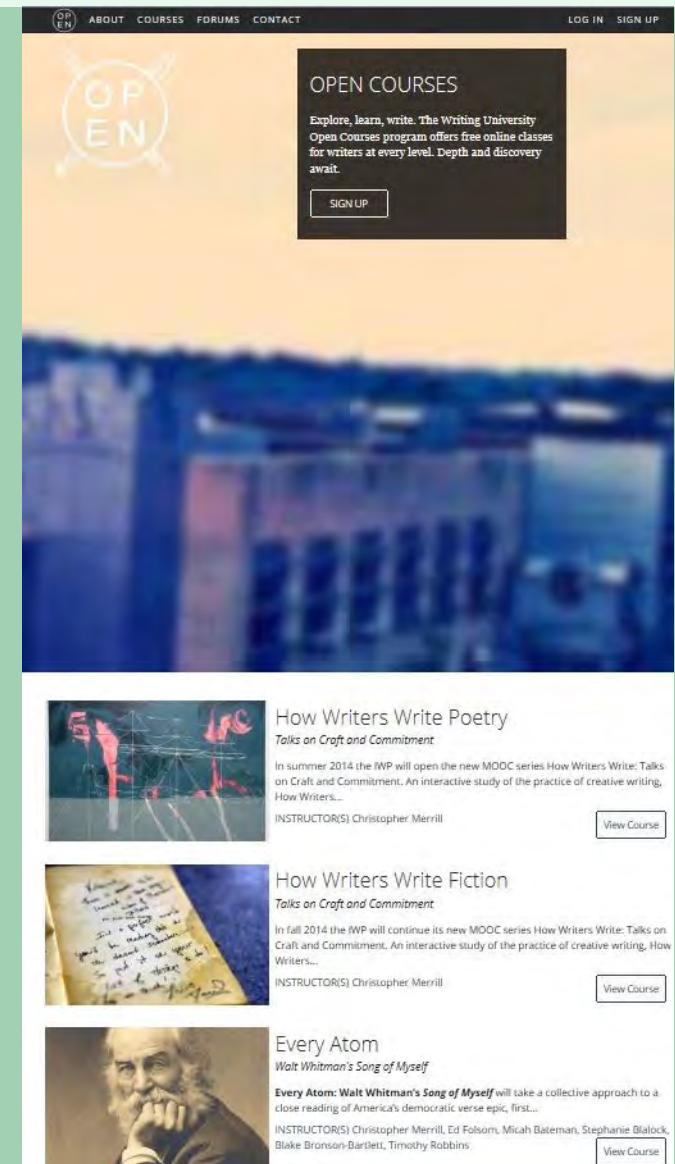 OP
EN
ABOUT COURSES FORUMS CONTACT
LOG IN SIGN UP
OP
EN
OPEN COURSES
Explore, learn, write. The Writing University
Open Courses program offers free online classes
for writers at every level. Depth and discovery
await.
SIGN UP
How Writers Write Poetry
Talks on Craft and Commitment
In summer 2014 the IWP will open the new MOOC series How Writers Write: Talks
on Craft and Commitment. An interactive study of the practice of creative writing,
How Writers...
INSTRUCTOR(S) Christopher Merrill
View Course
How Writers Write Fiction
Talks on Craft and Commitment
In fall 2014 the IWP will continue its new MOOC series How Writers Write: Talks on
Craft and Commitment. An interactive study of the practice of creative writing, How
Writers...
INSTRUCTOR(S) Christopher Merrill
View Course
Every Atom
Walt Whitman's Song of Myself
Every Atom: Walt Whitman's Song of Myself will take a collective approach to a
close reading of America's democratic verse epic, first...
INSTRUCTOR(S) Christopher Merrill, Ed Folsom, Micah Bateman, Stephanie Blalock,
Blake Bronson-Bartlett, Timothy Robbins
View Course